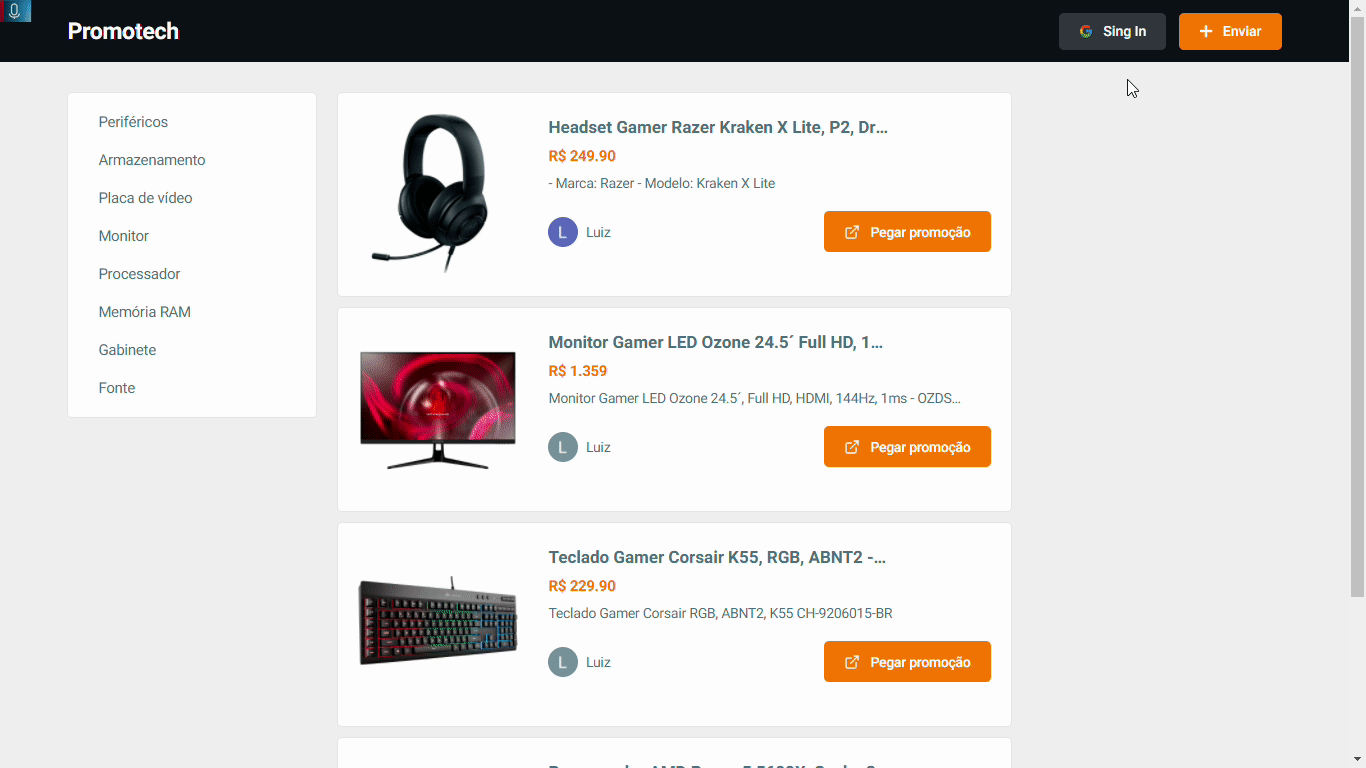 Promotech
Sing In
Enviar
Periféricos
Armazenamento
Placa de vídeo
Monitor
Processador
Memória RAM
Gabinete
Fonte
Headset Gamer Razer Kraken X Lite, P2, Dr...
R$ 249.90
- Marca: Razer - Modelo: Kraken X Lite
L
Luiz
Pegar promoção
Monitor Gamer LED Ozone 24.5´ Full HD, 1...
R$ 1.359
Monitor Gamer LED Ozone 24.5´, Full HD, HDMI, 144Hz, 1ms - OZDS...
L
Luiz
Pegar promoção
Teclado Gamer Corsair K55, RGB, ABNT2 -...
R$ 229.90
Teclado Gamer Corsair RGB, ABNT2, K55 CH-9206015-BR
L
Luiz
Pegar promoção